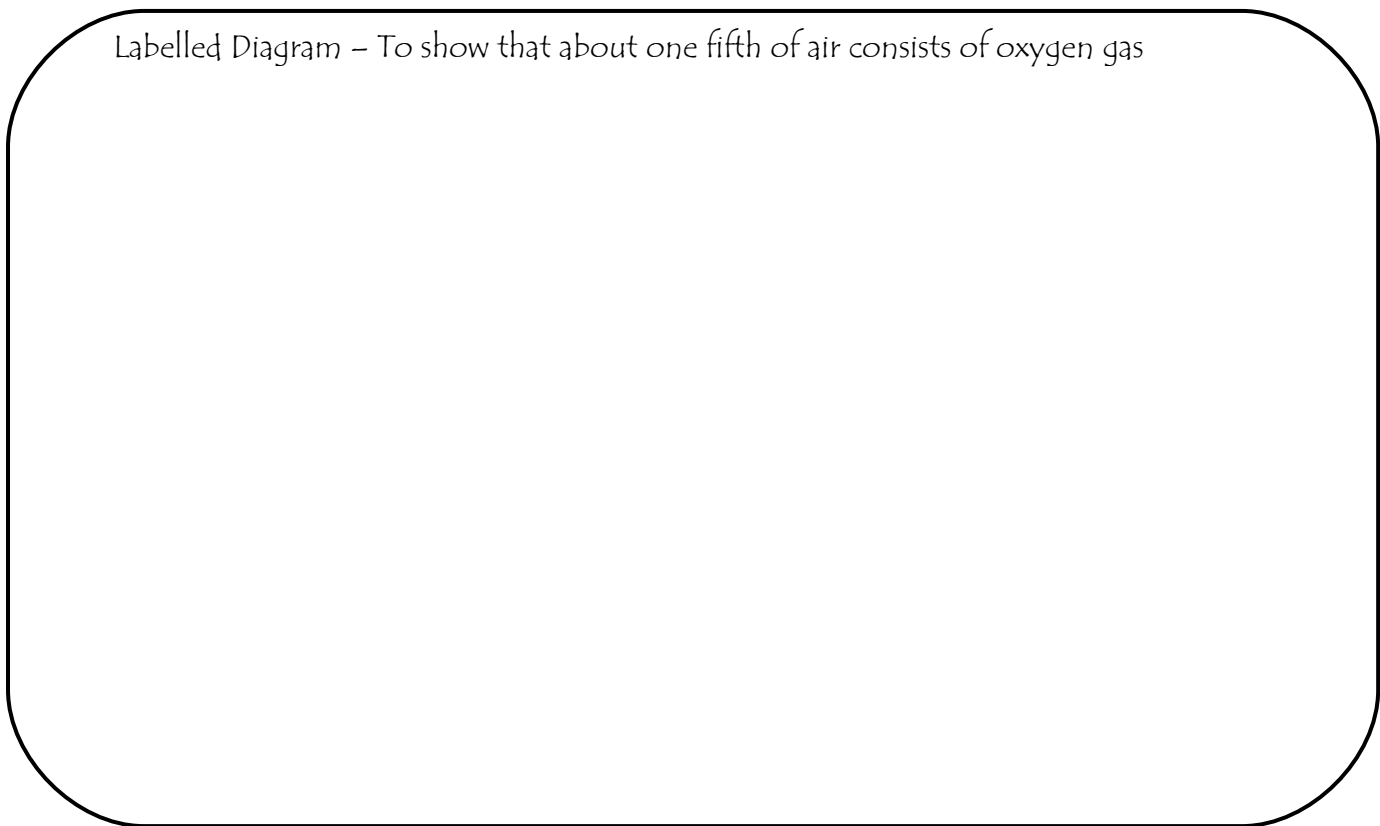 Labelled Diagram – To show that about one fifth of air consists of oxygen gas